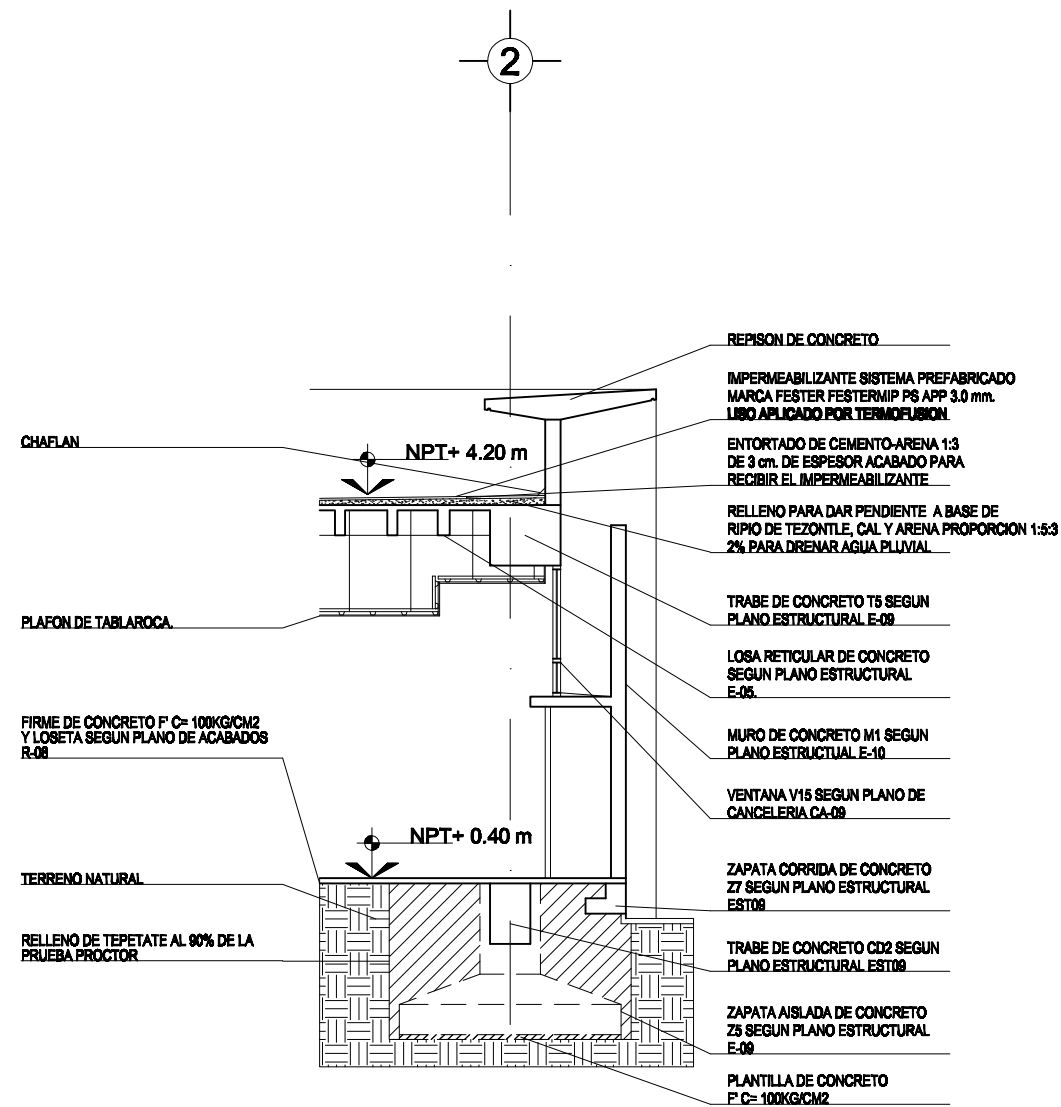 2
REPISON DE CONCRETO
IMPERMEABILIZANTE SISTEMA PREFABRICADO
MARCA FESTER FESTERMIP PS APP 3.0 mm.
LISO APLICADO POR TERMOFUSION
CHAFLAN
NPT+ 4.20 m
ENTORTADO DE CEMENTO-ARENA 1:3
DE 3 cm. DE ESPESOR ACABADO PARA
RECIBIR EL IMPERMEABILIZANTE
RELLENO PARA DAR PENDIENTE A BASE DE
RIPIO DE TEZONTLE, CAL Y ARENA PROPORCION 1:5:3
2% PARA DRENAR AGUA PLUVIAL
PLAFON DE TABLAROCA.
TRABE DE CONCRETO T5 SEGUN
PLANO ESTRUCTURAL E-09
LOSA RETICULAR DE CONCRETO
SEGUN PLANO ESTRUCTURAL
E-05.
FIRME DE CONCRETO F' C= 100KG/CM2
Y LOSETA SEGUN PLANO DE ACABADOS
R-08
MURO DE CONCRETO M1 SEGUN
PLANO ESTRUCTUAL E-10
VENTANA V15 SEGUN PLANO DE
CANCELERIA CA-09
NPT+ 0.40 m
TERRENO NATURAL
ZAPATA CORRIDA DE CONCRETO
Z7 SEGUN PLANO ESTRUCTURAL
EST09
RELLENO DE TEPETATE AL 90% DE LA
PRUEBA PROCTOR
TRABE DE CONCRETO CD2 SEGUN
PLANO ESTRUCTURAL EST09
ZAPATA AISLADA DE CONCRETO
Z5 SEGUN PLANO ESTRUCTURAL
E-09
PLANTILLA DE CONCRETO
F' C= 100KG/CM2